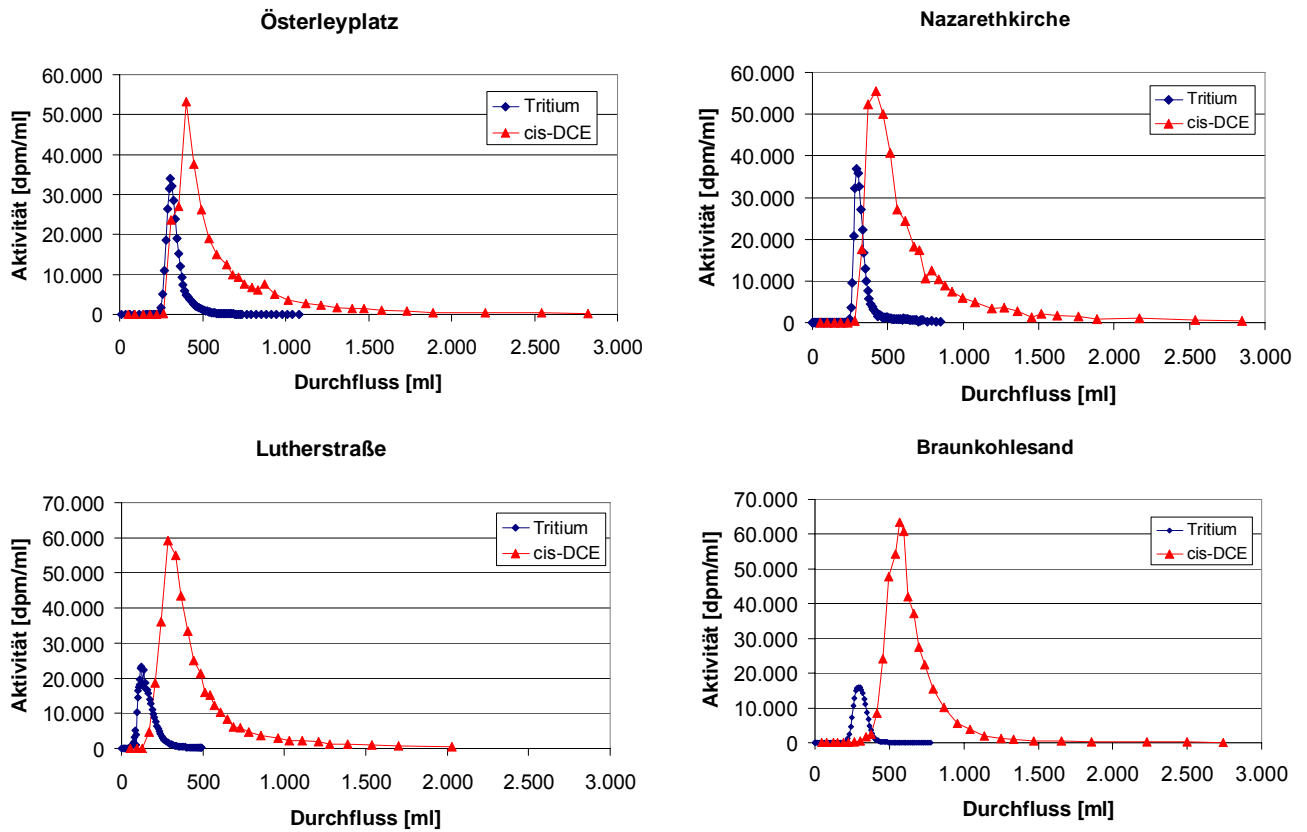 Österleyplatz
60.000
50.000
40.000
30.000
20.000
10.000
0
Aktivität [dpm/ml]
Tritium
cis-DCE
0 500 1.000 1.500 2.000 2.500 3.000
Durchfluss [ml]
Nazarethkirche
60.000
50.000
40.000
30.000
20.000
10.000
0
Aktivität [dpm/ml]
Tritium
cis-DCE
0 500 1.000 1.500 2.000 2.500 3.000
Durchfluss [ml]
Lutherstraße
70.000
60.000
50.000
40.000
30.000
20.000
10.000
0
Aktivität [dpm/ml]
Tritium
cis-DCE
0 500 1.000 1.500 2.000 2.500 3.000
Durchfluss [ml]
Braunkohlesand
70.000
60.000
50.000
40.000
30.000
20.000
10.000
0
Aktivität [dpm/ml]
Tritium
cis-DCE
0 500 1.000 1.500 2.000 2.500 3.000
Durchfluss [ml]